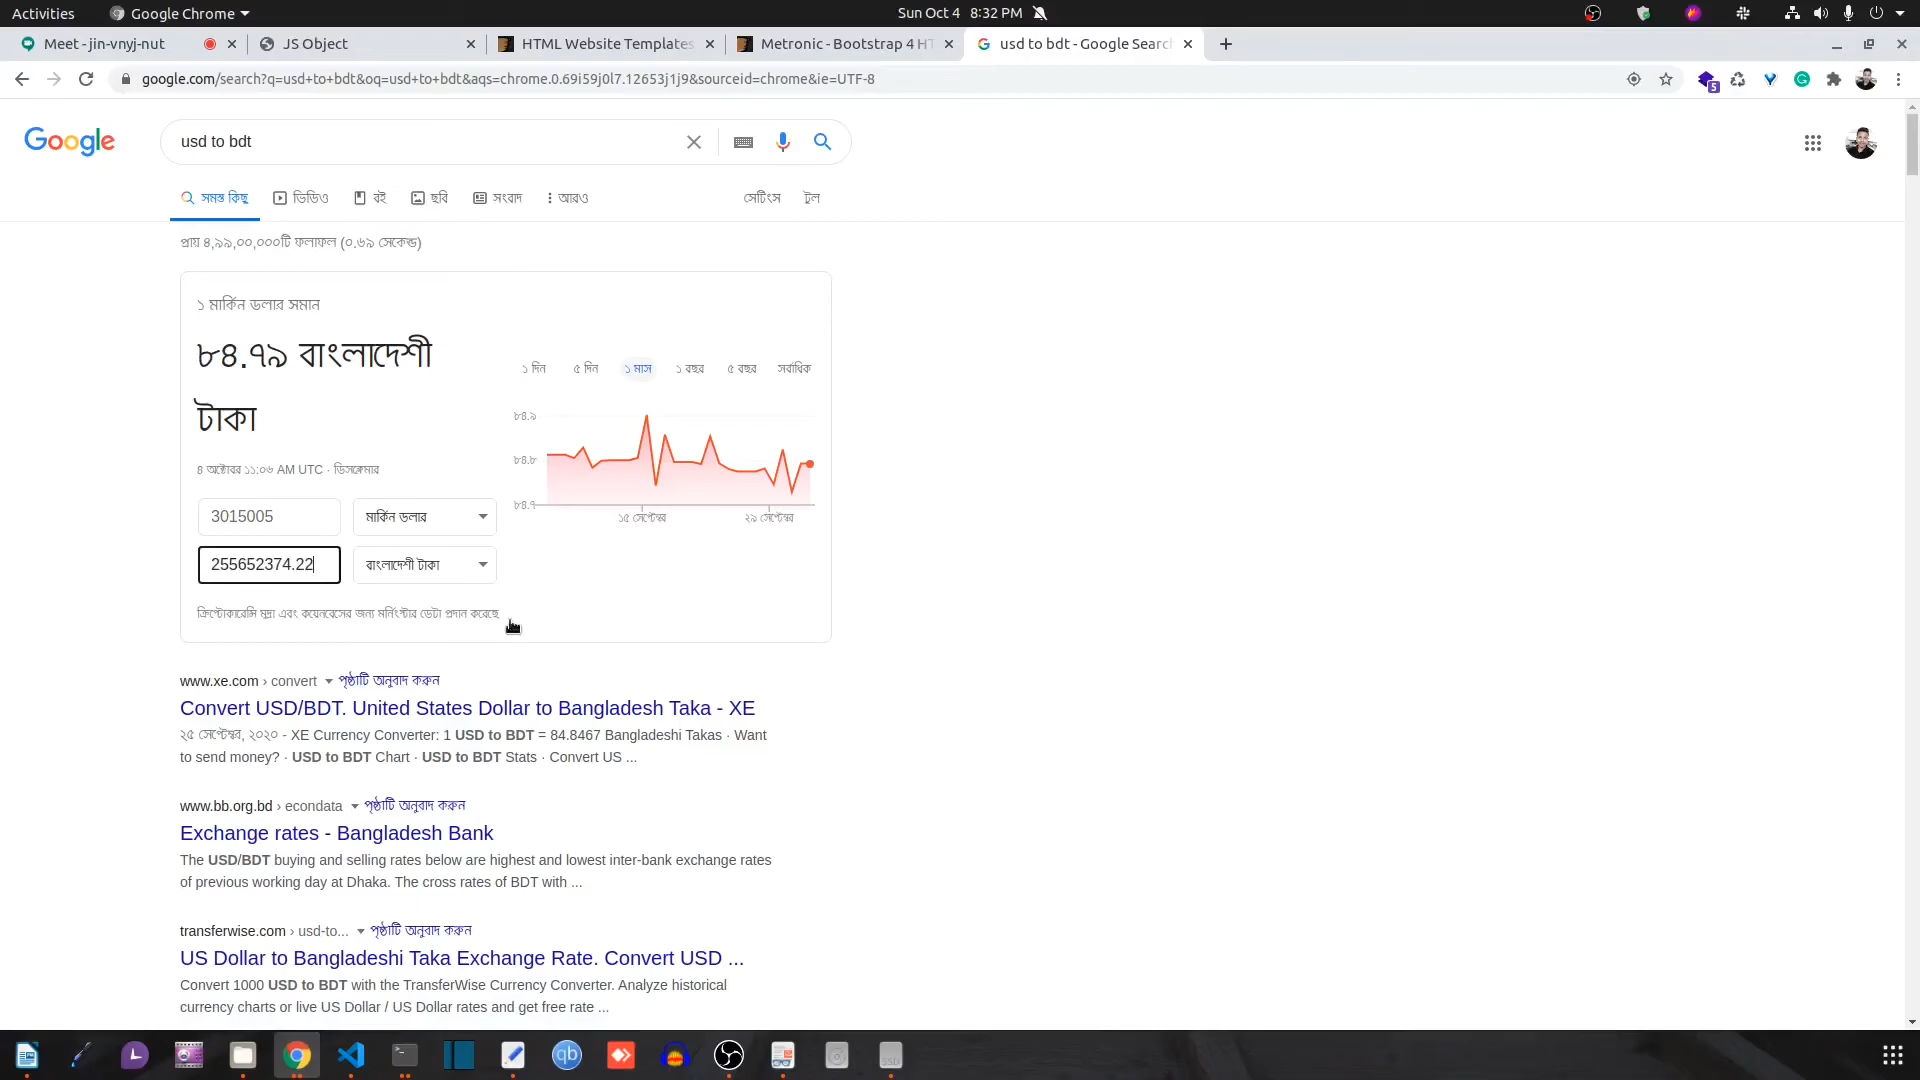 Activities
Google Chrome
Sun Oct 4 8:32 PM
Meet - jin-vnyj-nut
JS Object
HTML Website Templates
Metronic - Bootstrap 4 HT
usd to bdt - Google Search
google.com/search?q=usd+to+bdt&oq=usd+to+bdt&aqs=chrome.0.69i59j0l7.12653j1j9&sourceid=chrome&ie=UTF-8
5
Google
usd to bdt
সমস্ত কিছু
ভিডিও
বই
ছবি
সংবাদ
আরও
সেটিংস
টুল
প্রায় ৪,৯৯,০০,০০০টি ফলাফল (০.৬৯ সেকেন্ড)
১ মার্কিন ডলার সমান
৮৪.৭৯ বাংলাদেশী
টাকা
৪ অক্টোবর ১১:০৬ AM UTC · ডিসক্লেমার
১ দিন
৫ দিন
১ মাস
১ বছর
৫ বছর
সর্বাধিক
৮৪.৯
৮৪.৮
৮৪.৭
১৫ সেপ্টেম্বর
২৯ সেপ্টেম্বর
3015005
মার্কিন ডলার
255652374.22
বাংলাদেশী টাকা
ক্রিপ্টোকারেন্সি মুদ্রা এবং কয়েনবেসের জন্য মর্নিংস্টার ডেটা প্রদান করেছে
www.xe.com › convert
পৃষ্ঠাটি অনুবাদ করুন
Convert USD/BDT. United States Dollar to Bangladesh Taka - XE
২৫ সেপ্টেম্বর, ২০২০ - XE Currency Converter: 1 USD to BDT = 84.8467 Bangladeshi Takas · Want
to send money? · USD to BDT Chart · USD to BDT Stats · Convert US ...
www.bb.org.bd › econdata
পৃষ্ঠাটি অনুবাদ করুন
Exchange rates - Bangladesh Bank
The USD/BDT buying and selling rates below are highest and lowest inter-bank exchange rates
of previous working day at Dhaka. The cross rates of BDT with ...
transferwise.com › usd-to...
পৃষ্ঠাটি অনুবাদ করুন
US Dollar to Bangladeshi Taka Exchange Rate. Convert USD ...
Convert 1000 USD to BDT with the TransferWise Currency Converter. Analyze historical
currency charts or live US Dollar / US Dollar rates and get free rate ...
qb
SSD